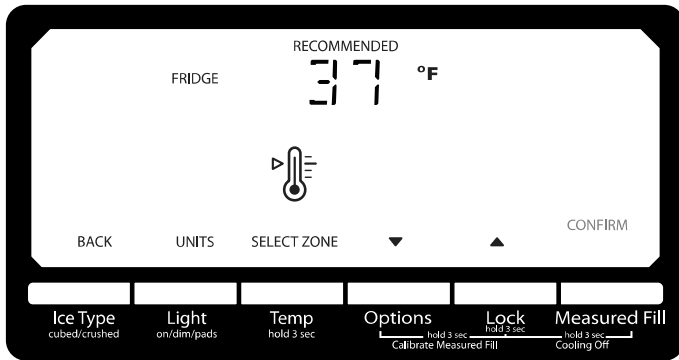 RECOMMENDED
FRIDGE 37 °F
BACK UNITS SELECT ZONE CONFIRM
Ice Type Light Temp Options Lock Measured Fill
cubed/crushed on/dim/pads hold 3 sec hold 3 sec
hold 3 sec hold 3 sec
Calibrate Measured Fill Cooling Off